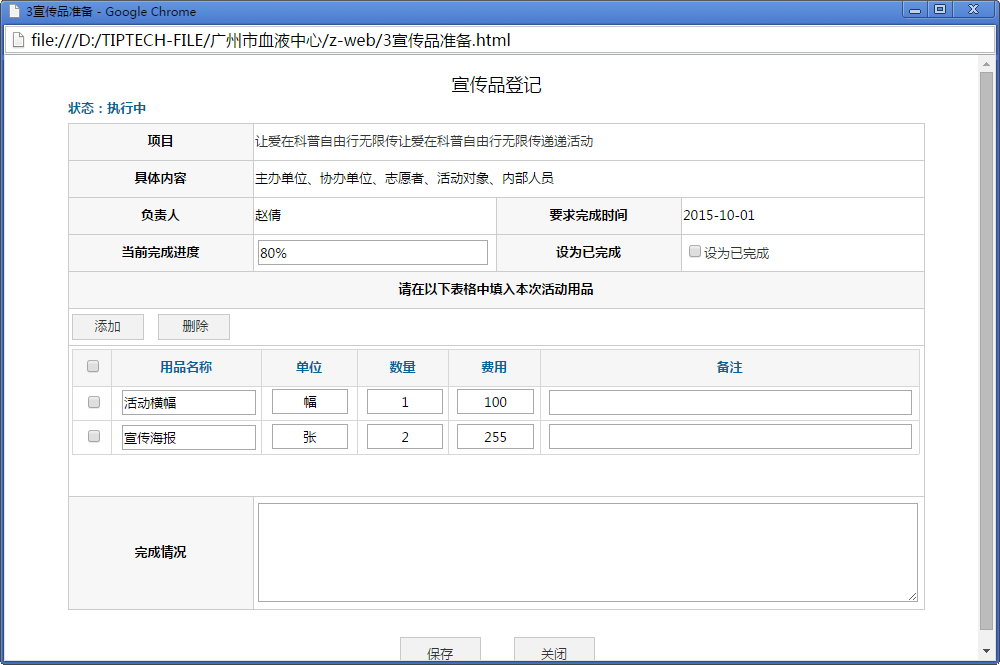 3宣传品准备 - Google Chrome
file:///D:/TIPTECH-FILE/广州市血液中心/z-web/3宣传品准备.html
宣传品登记
状态：执行中
项目 让爱在科普自由行无限传让爱在科普自由行无限传递递活动
具体内容 主办单位、协办单位、志愿者、活动对象、内部人员
负责人 赵倩 要求完成时间 2015-10-01
当前完成进度 80% 设为已完成 设为已完成
请在以下表格中填入本次活动用品
添加 删除
用品名称 单位 数量 费用 备注
活动横幅 幅 1 100
宣传海报 张 2 255
完成情况
保存 关闭